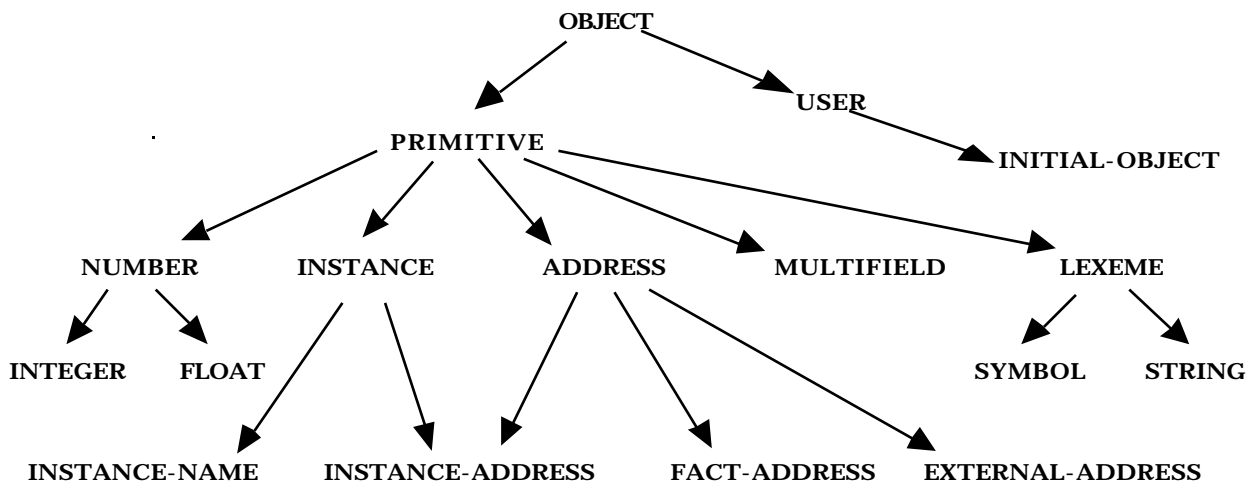 OBJECT
USER
PRIMITIVE
INITIAL-OBJECT
NUMBER INSTANCE ADDRESS MULTIFIELD LEXEME
INTEGER FLOAT SYMBOL STRING
INSTANCE-NAME INSTANCE-ADDRESS FACT-ADDRESS EXTERNAL-ADDRESS